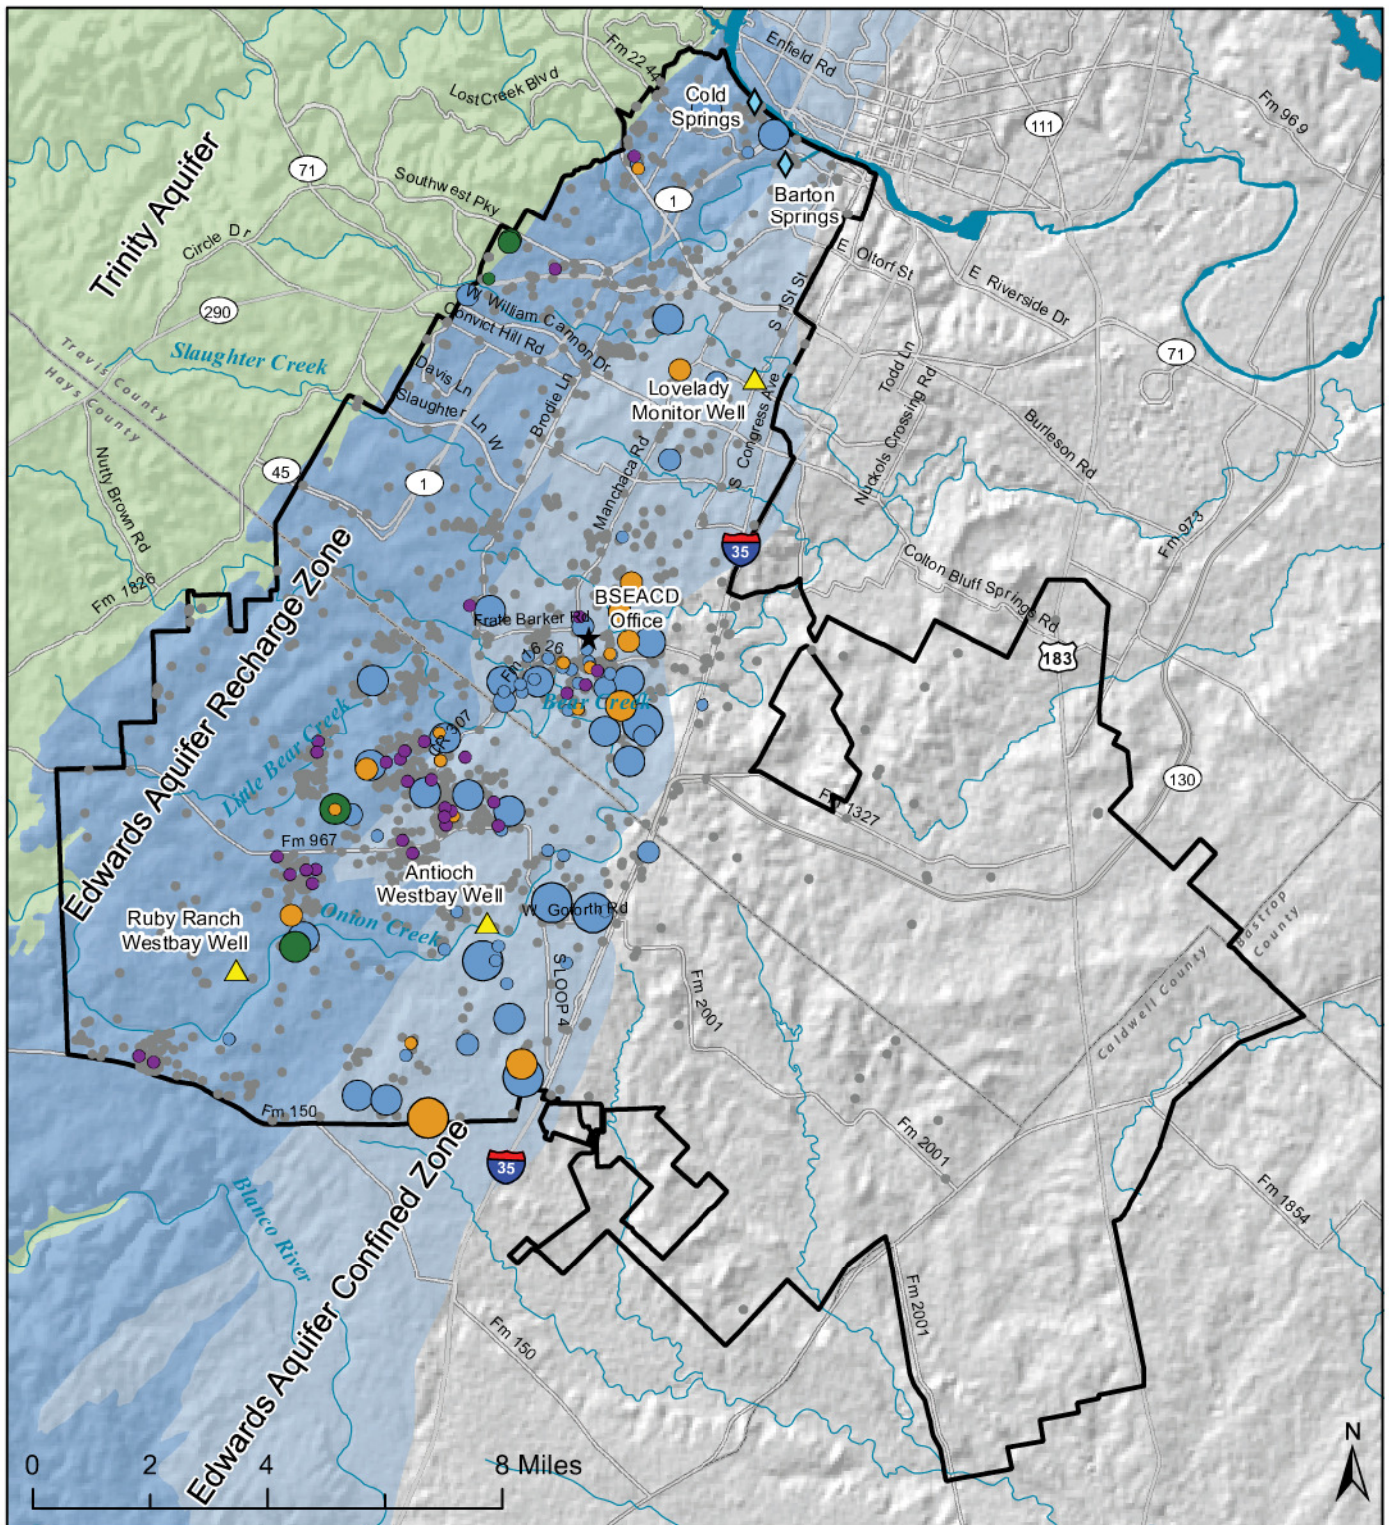 Enfield Rd
Fm 22 44
Lost Creek Blvd
Cold
Springs
111
Fm 969
Trinity Aquifer
71
Southwest Pky
1
Barton
Springs
Circle Dr
E Oltorf St
E Riverside Dr
290
W William Cannon Dr
Convict Hill Rd
S 1St St
Travis County
Hays County
Slaughter Creek
Davis Ln
Slaughter Ln W
Brodie Ln
Lovelady
Monitor Well
Todd Ln
71
S Congress Ave
Nuckols Crossing Rd
Burleson Rd
Manchaca Rd
Nutty Brown Rd
45
1
35
Fm 973
Colton Bluff Springs Rd
Fm 1826
Edwards Aquifer Recharge Zone
BSEACD
Office
Frate Barker Rd
Fm 16 26
183
Bear Creek
Little Bear Creek
CR 307
130
Fm 1327
Fm 967
Antioch
Westbay Well
Ruby Ranch
Westbay Well
Onion Creek
W Goforth Rd
Bastrop
County
Caldwell County
S LOOP 4
Fm 2001
Fm 150
35
Fm 2001
Fm 1854
Blanco River
Edwards Aquifer Confined Zone
Fm 2001
Fm 150
N
0 2 4 8 Miles